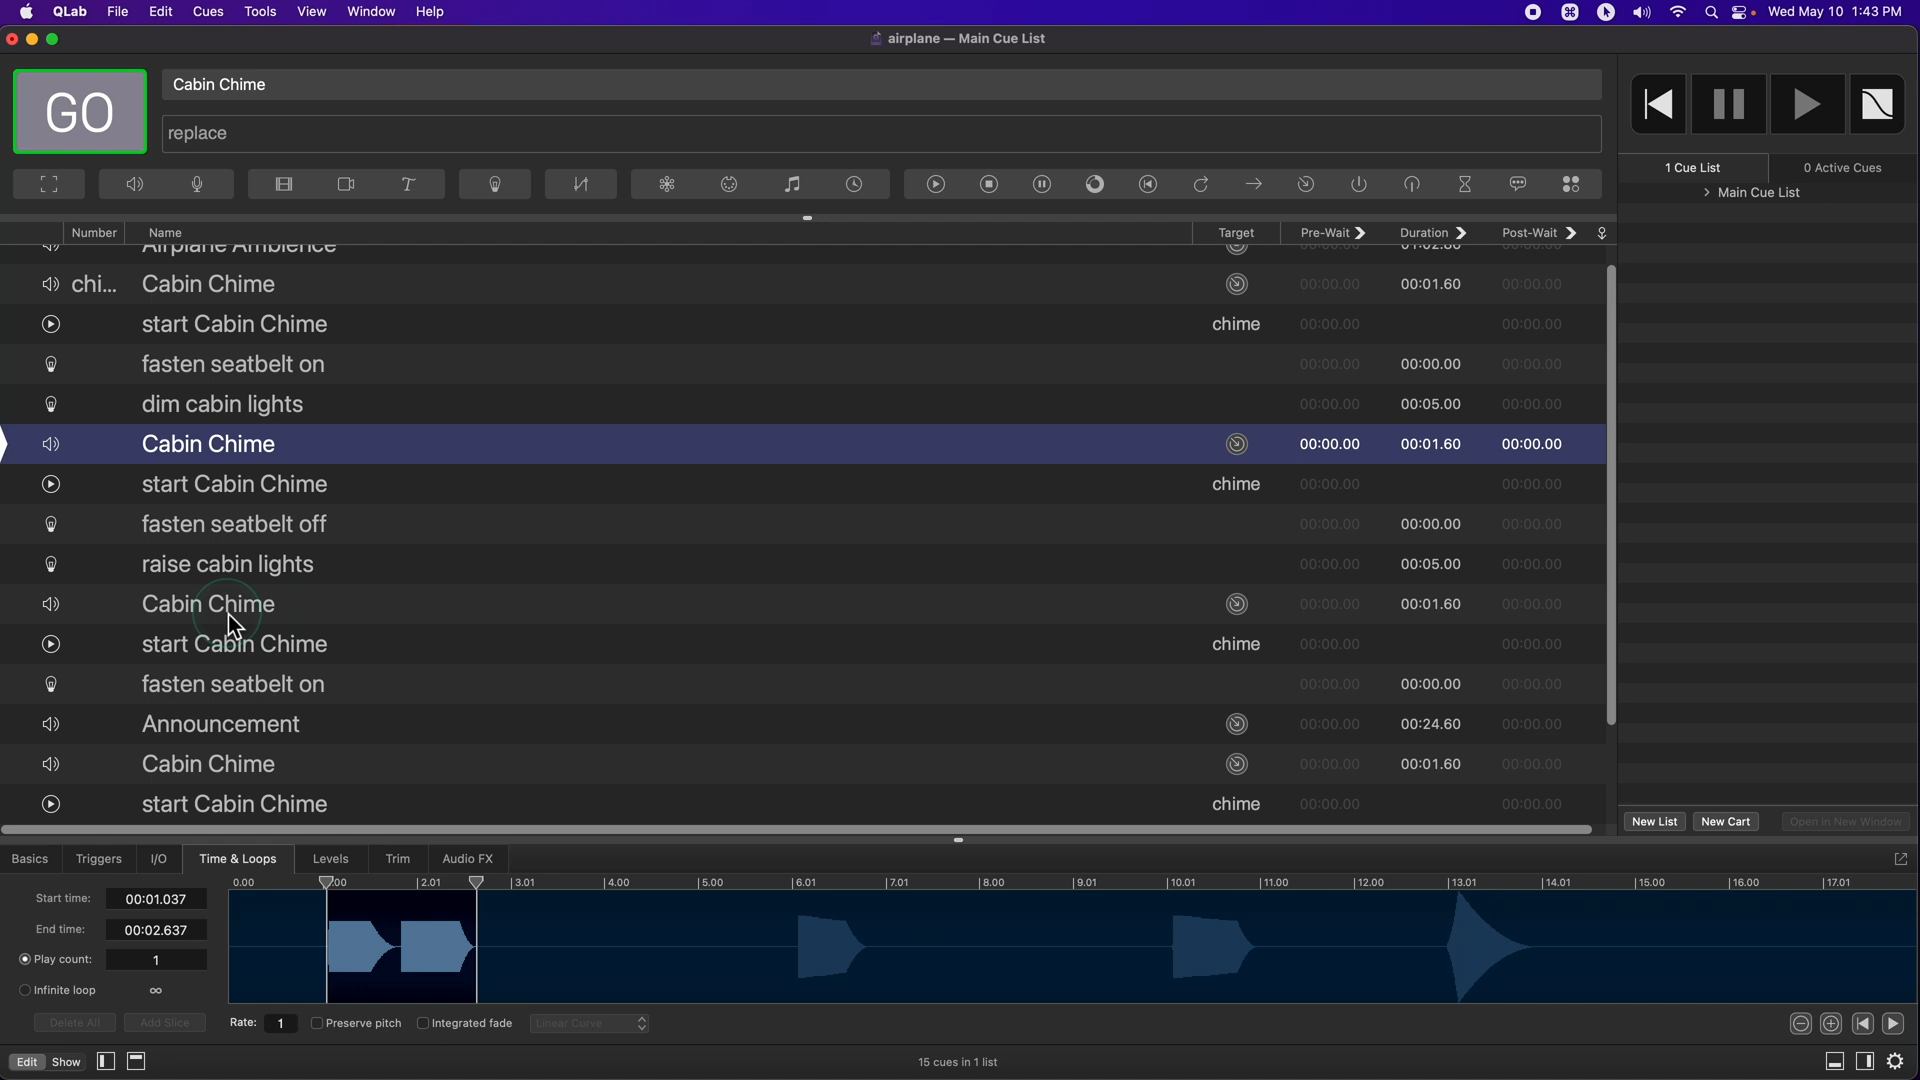 QLab File Edit Cues Tools View Window Help Wed May 10 1:43 PM
airplane — Main Cue List
GO
Cabin Chime
replace
1 Cue List 0 Active Cues
> Main Cue List
Number Name Target Pre-Wait Duration Post-Wait
Airplane Ambience 00:00.00 01:02.80 00:00.00
chi... Cabin Chime 00:00.00 00:01.60 00:00.00
start Cabin Chime chime 00:00.00 00:00.00
fasten seatbelt on 00:00.00 00:00.00 00:00.00
dim cabin lights 00:00.00 00:05.00 00:00.00
Cabin Chime 00:00.00 00:01.60 00:00.00
start Cabin Chime chime 00:00.00 00:00.00
fasten seatbelt off 00:00.00 00:00.00 00:00.00
raise cabin lights 00:00.00 00:05.00 00:00.00
Cabin Chime 00:00.00 00:01.60 00:00.00
start Cabin Chime chime 00:00.00 00:00.00
fasten seatbelt on 00:00.00 00:00.00 00:00.00
Announcement 00:00.00 00:24.60 00:00.00
Cabin Chime 00:00.00 00:01.60 00:00.00
start Cabin Chime chime 00:00.00 00:00.00
New List New Cart Open in New Window
Basics Triggers I/O Time & Loops Levels Trim Audio FX
0.00 2.01 3.01 4.00 5.00 6.01 7.01 8.00 9.01 10.01 11.00 12.00 13.01 14.01 15.00 16.00 17.01
Start time: 00:01.037
End time: 00:02.637
Play count: 1
Infinite loop ∞
Delete All Add Slice Rate: 1 Preserve pitch Integrated fade Linear Curve
Edit Show 15 cues in 1 list